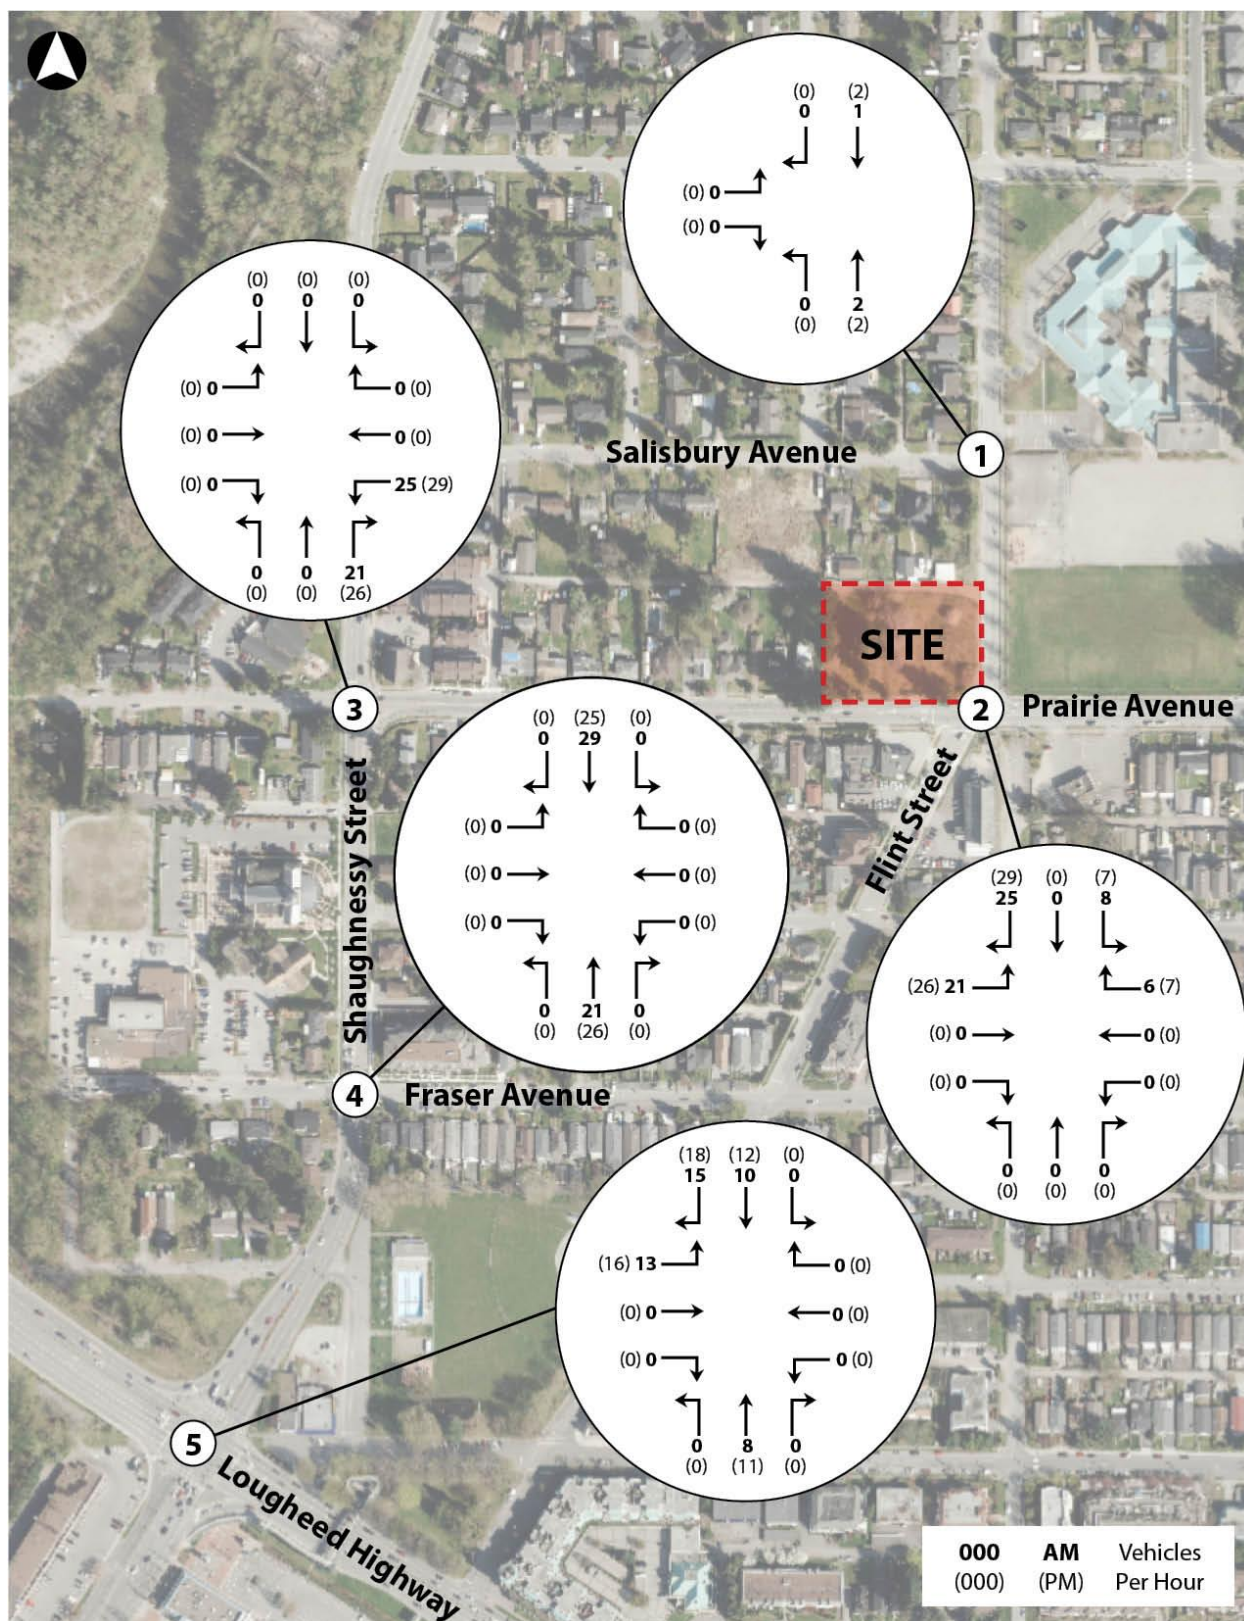 (0) (2)
0 1
(0) 0
(0) 0
0 2
(0) (2)
(0) (0) (0)
0 0 0
(0) 0 0 (0)
(0) 0 0 (0)
(0) 0 25 (29)
0 0 21
(0) (0) (26)
Salisbury Avenue
1
SITE
3
2
Prairie Avenue
Shaughnessy Street
Flint Street
(0) (25) (0)
0 29 0
(0) 0 0 (0)
(0) 0 0 (0)
(0) 0 0 (0)
0 21 0
(0) (26) (0)
(29) (0) (7)
25 0 8
(26) 21 6 (7)
(0) 0 0 (0)
(0) 0 0 (0)
0 0 0
(0) (0) (0)
4
Fraser Avenue
(18) (12) (0)
15 10 0
(16) 13 0 (0)
(0) 0 0 (0)
(0) 0 0 (0)
0 8 0
(0) (11) (0)
5
Lougheed Highway
000 AM Vehicles
(000) (PM) Per Hour